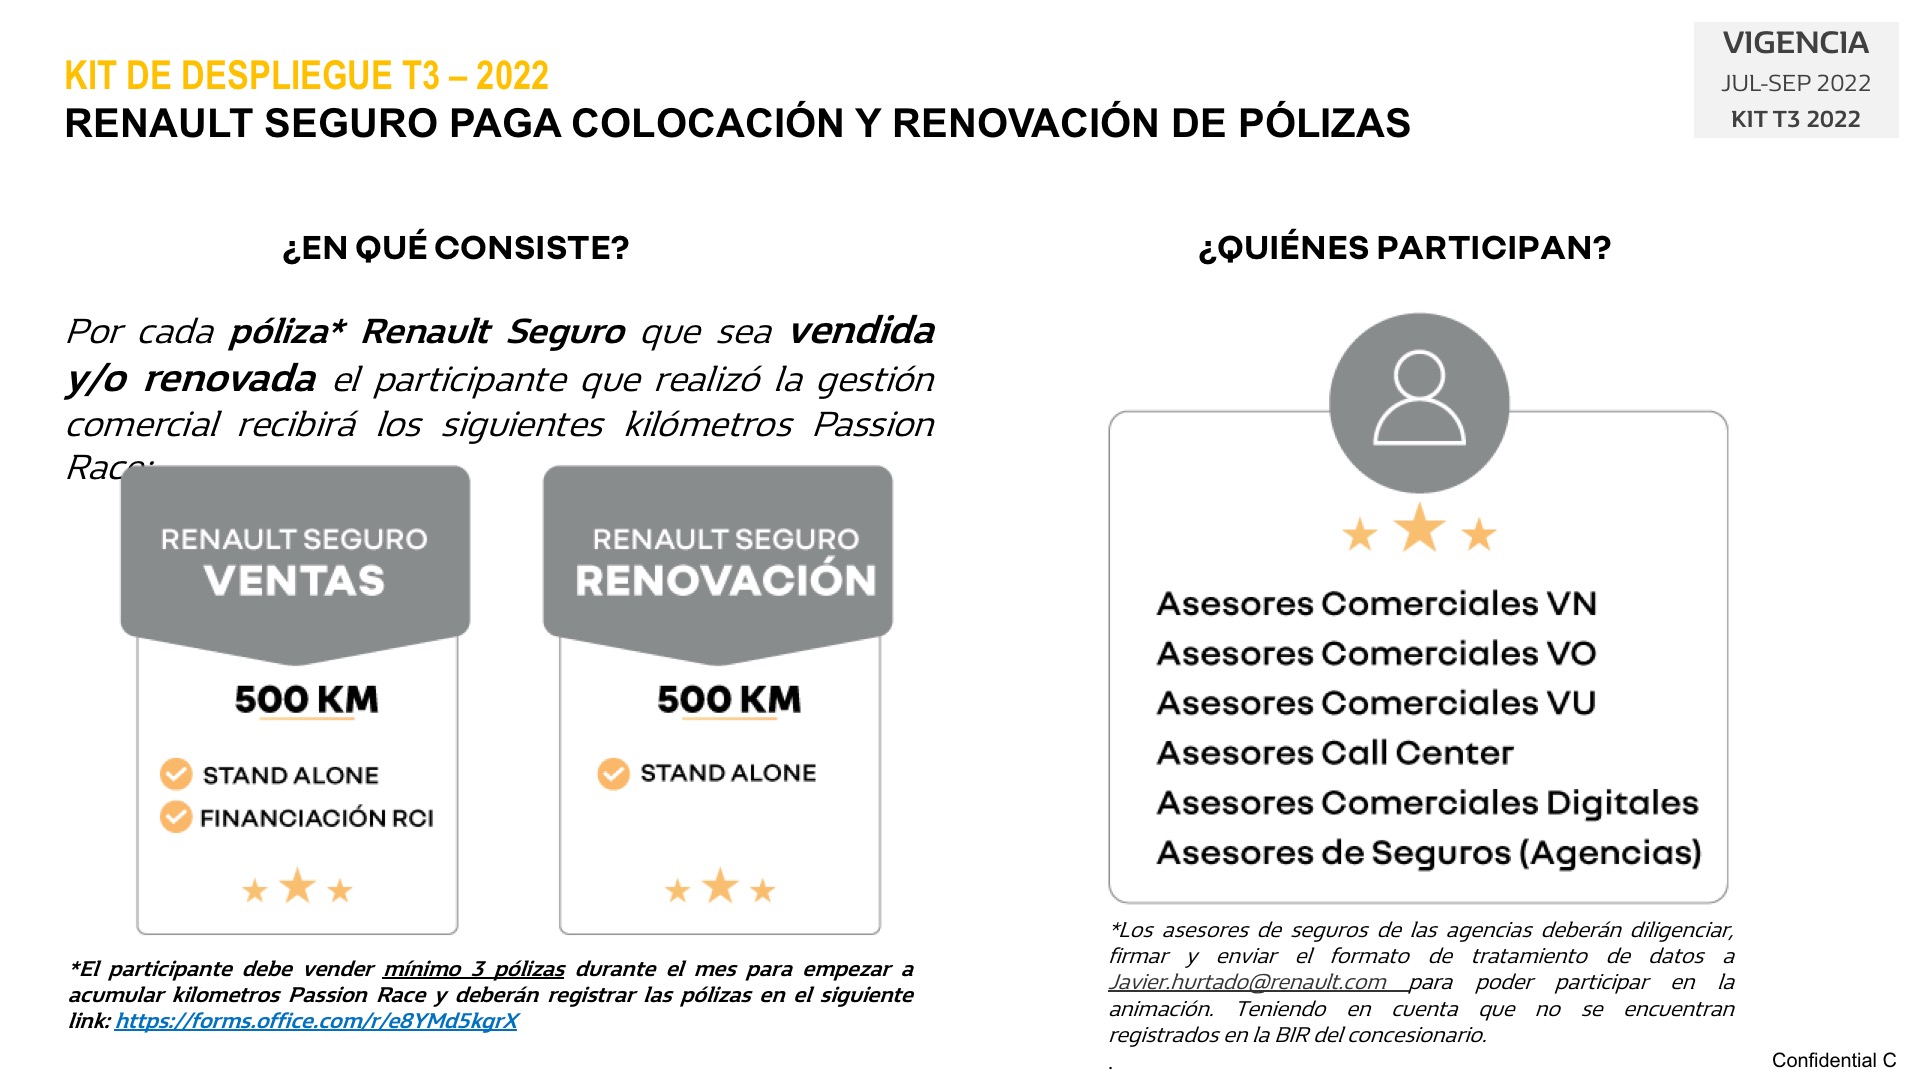 KIT DE DESPLIEGUE T3 – 2022
RENAULT SEGURO PAGA COLOCACIÓN Y RENOVACIÓN DE PÓLIZAS
VIGENCIA
JUL-SEP 2022
KIT T3 2022
¿EN QUÉ CONSISTE?
Por cada póliza* Renault Seguro que sea vendida
y/o renovada el participante que realizó la gestión
comercial recibirá los siguientes kilómetros Passion
Race:
RENAULT SEGURO
VENTAS
500 KM
STAND ALONE
FINANCIACIÓN RCI
RENAULT SEGURO
RENOVACIÓN
500 KM
STAND ALONE
*El participante debe vender mínimo 3 pólizas durante el mes para empezar a
acumular kilometros Passion Race y deberán registrar las pólizas en el siguiente
link: https://forms.office.com/r/e8YMd5kgrX
¿QUIÉNES PARTICIPAN?
Asesores Comerciales VN
Asesores Comerciales VO
Asesores Comerciales VU
Asesores Call Center
Asesores Comerciales Digitales
Asesores de Seguros (Agencias)
*Los asesores de seguros de las agencias deberán diligenciar,
firmar y enviar el formato de tratamiento de datos a
Javier.hurtado@renault.com para poder participar en la
animación. Teniendo en cuenta que no se encuentran
registrados en la BIR del concesionario.
.
Confidential C